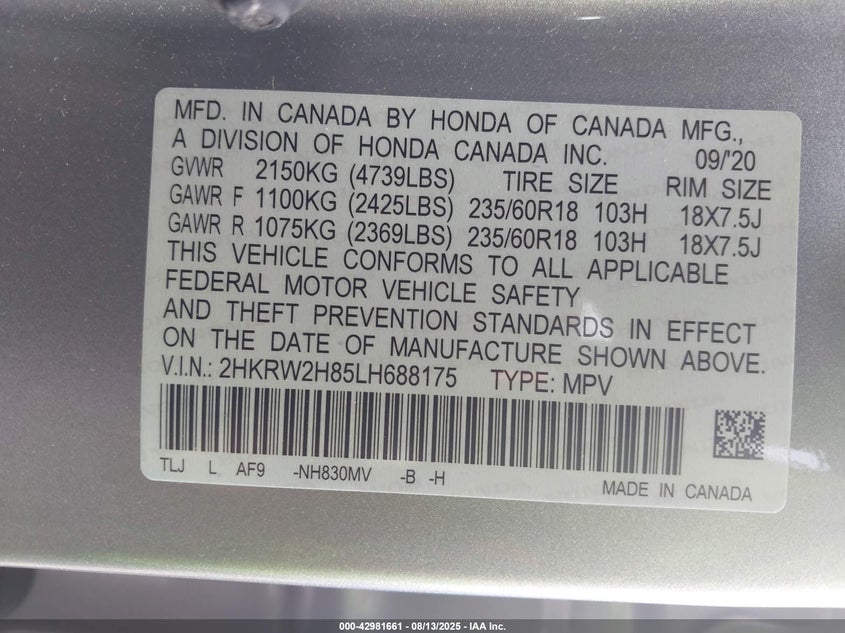 MFD. IN CANADA BY HONDA OF CANADA MFG.,
A DIVISION OF HONDA CANADA INC. 09/'20
GVWR 2150KG (4739LBS) TIRE SIZE RIM SIZE
GAWR F 1100KG (2425LBS) 235/60R18 103H 18X7.5J
GAWR R 1075KG (2369LBS) 235/60R18 103H 18X7.5J
THIS VEHICLE CONFORMS TO ALL APPLICABLE
FEDERAL MOTOR VEHICLE SAFETY
AND THEFT PREVENTION STANDARDS IN EFFECT
ON THE DATE OF MANUFACTURE SHOWN ABOVE.
V.I.N.: 2HKRW2H85LH688175 TYPE: MPV
TLJ L AF9 -NH830MV -B -H
MADE IN CANADA
000-42981661 - 08/13/2025 - IAA Inc.